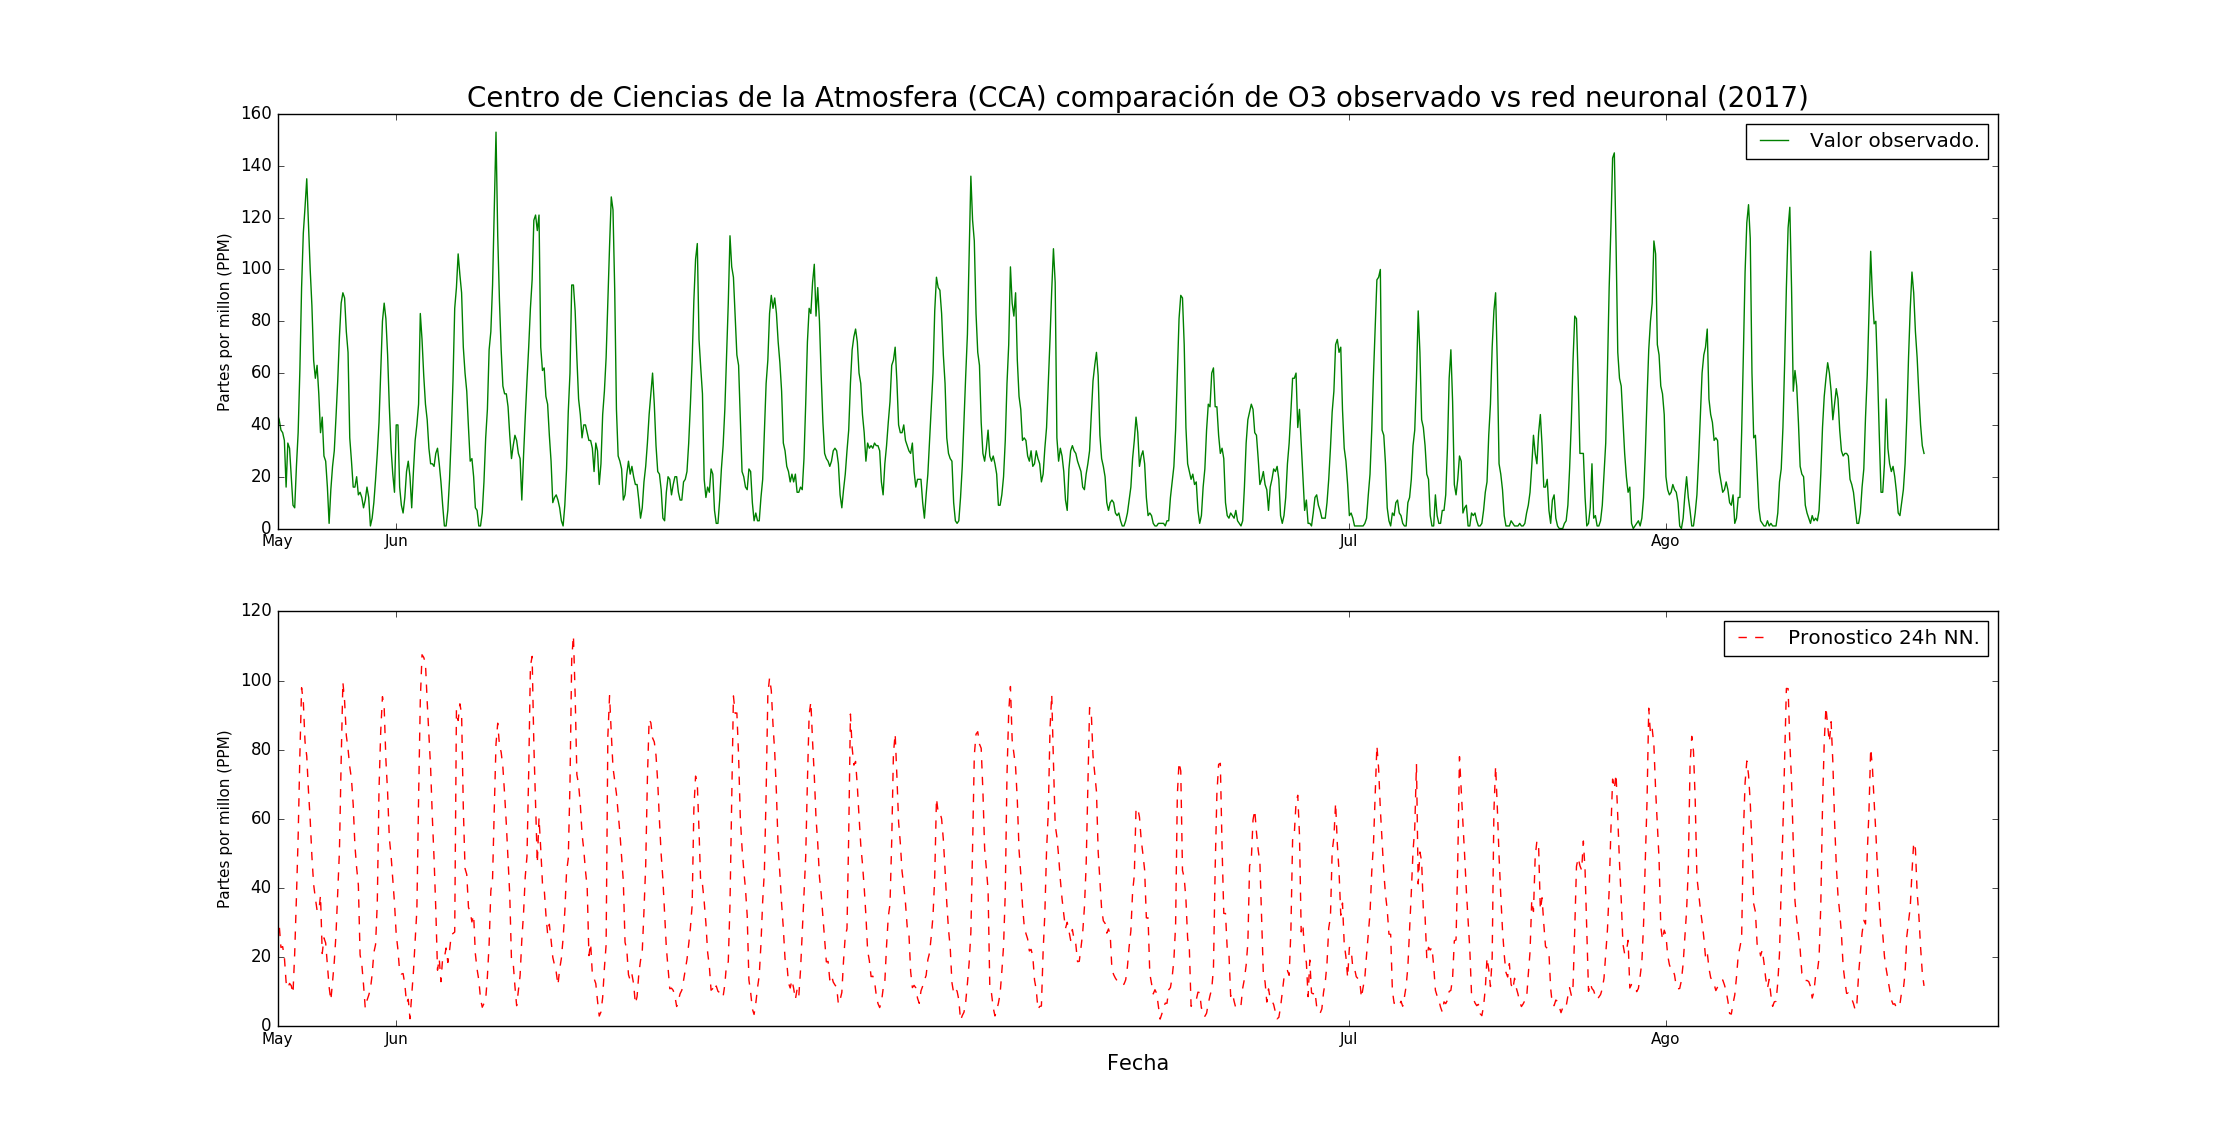 Centro de Ciencias de la Atmosfera (CCA) comparación de O3 observado vs red neuronal (2017)
160
140
120
100
80
60
40
20
0
Partes por millon (PPM)
Valor observado.
May Jun Jul Ago
120
100
80
60
40
20
0
Partes por millon (PPM)
Pronostico 24h NN.
May Jun Jul Ago
Fecha